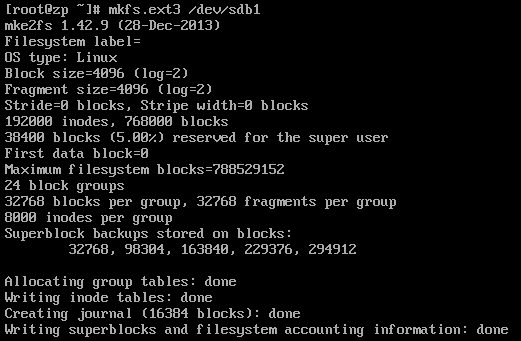 [root@zp ~]# mkfs.ext3 /dev/sdb1
mke2fs 1.42.9 (28-Dec-2013)
Filesystem label=
OS type: Linux
Block size=4096 (log=2)
Fragment size=4096 (log=2)
Stride=0 blocks, Stripe width=0 blocks
192000 inodes, 768000 blocks
38400 blocks (5.00%) reserved for the super user
First data block=0
Maximum filesystem blocks=788529152
24 block groups
32768 blocks per group, 32768 fragments per group
8000 inodes per group
Superblock backups stored on blocks:
        32768, 98304, 163840, 229376, 294912
Allocating group tables: done
Writing inode tables: done
Creating journal (16384 blocks): done
Writing superblocks and filesystem accounting information: done